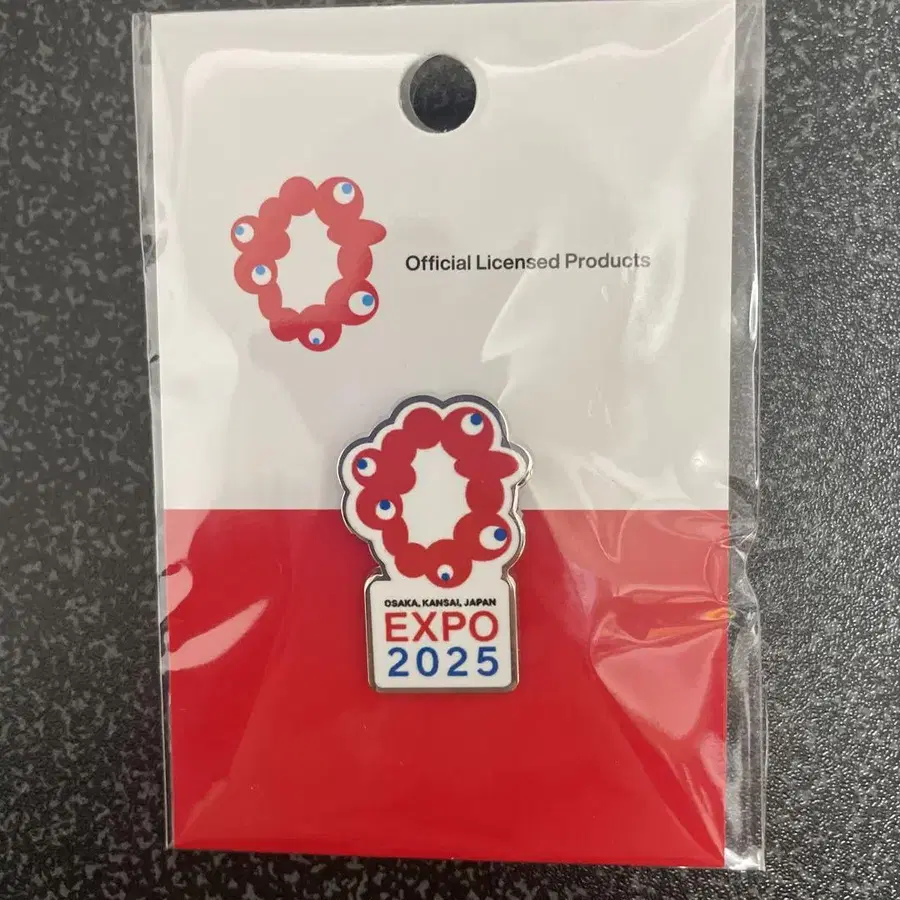 Official Licensed Products
OSAKA, KANSAI, JAPAN
EXPO
2025